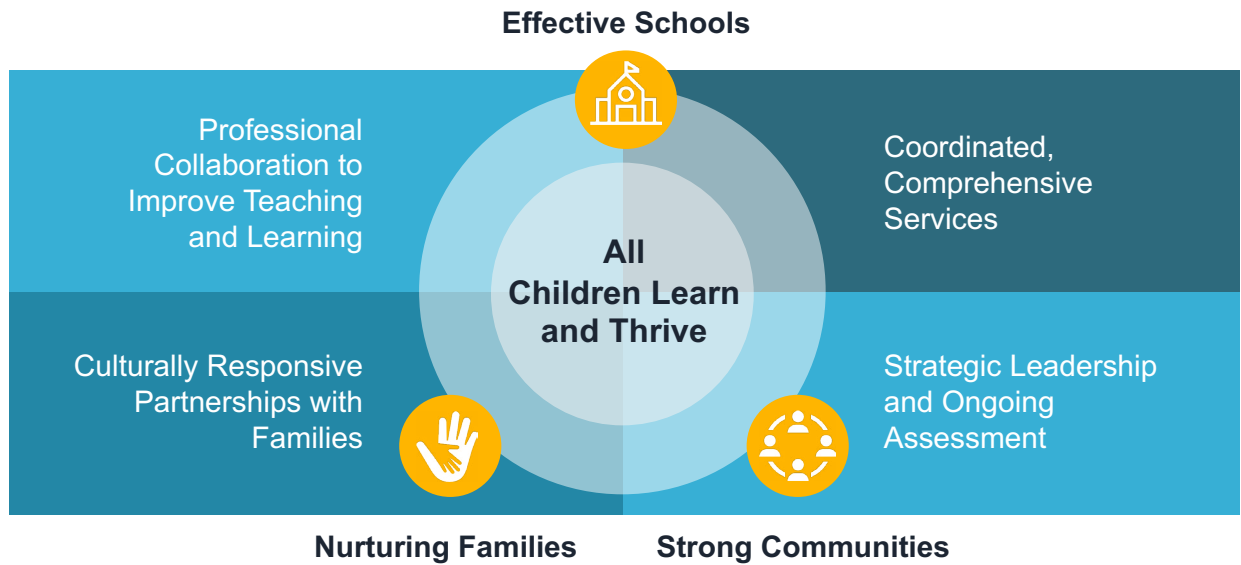 Effective Schools
Professional
Collaboration to
Improve Teaching
and Learning
Coordinated,
Comprehensive
Services
All
Children Learn
and Thrive
Culturally Responsive
Partnerships with
Families
Strategic Leadership
and Ongoing
Assessment
Nurturing Families
Strong Communities